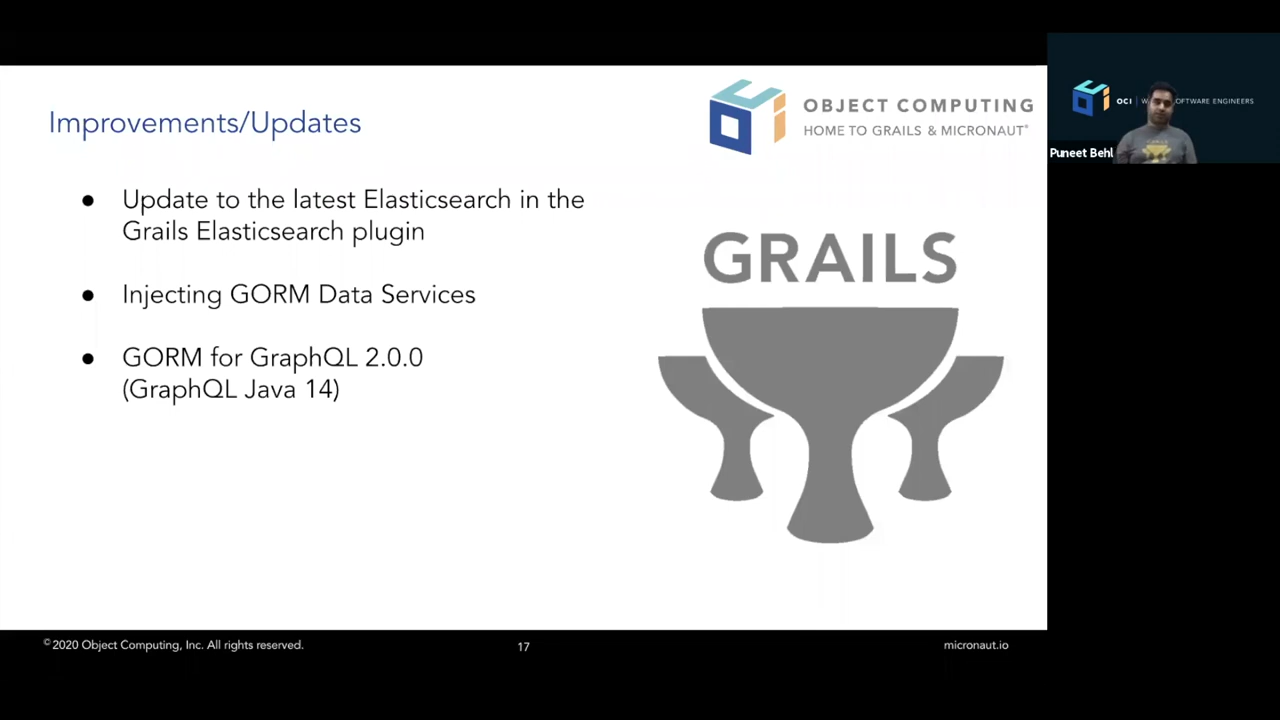 Improvements/Updates
OBJECT COMPUTING
HOME TO GRAILS & MICRONAUT®
● Update to the latest Elasticsearch in the
Grails Elasticsearch plugin
● Injecting GORM Data Services
● GORM for GraphQL 2.0.0
(GraphQL Java 14)
GRAILS
© 2020 Object Computing, Inc. All rights reserved.
17
micronaut.io
OCI | OFTWARE ENGINEERS
Puneet Behl